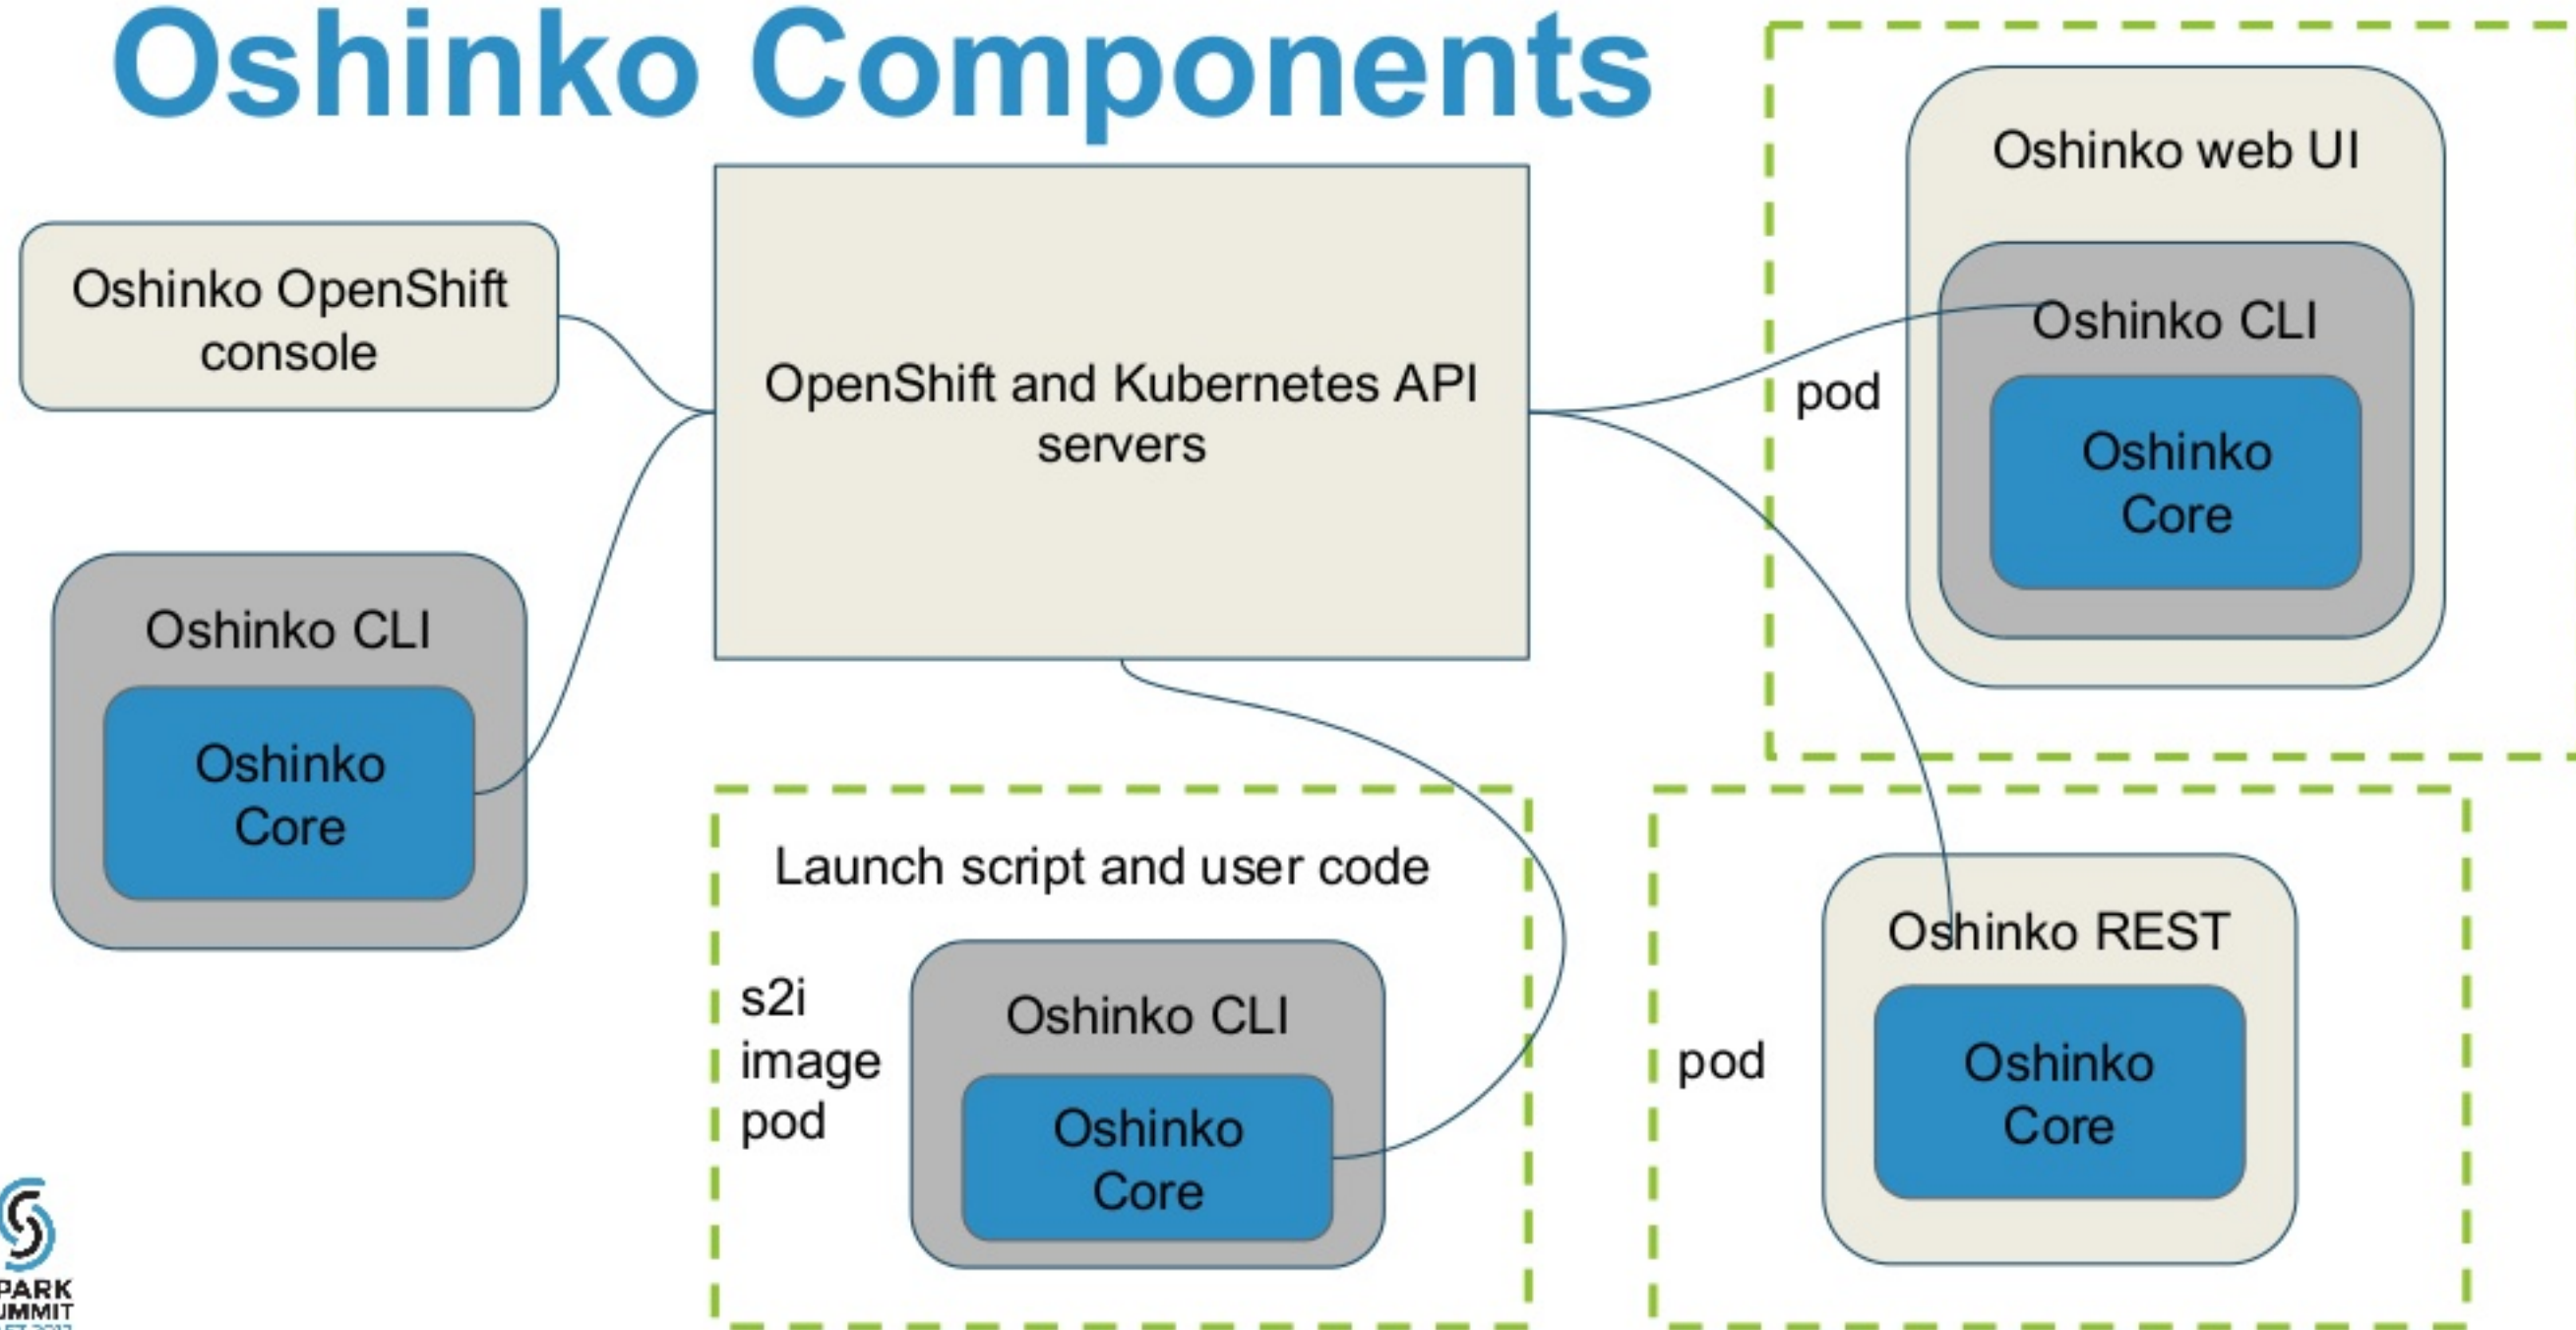 Oshinko Components
Oshinko OpenShift
console
OpenShift and Kubernetes API
servers
Oshinko web UI
Oshinko CLI
Oshinko
Core
pod
Oshinko CLI
Oshinko
Core
Launch script and user code
s2i
image
pod
Oshinko CLI
Oshinko
Core
pod
Oshinko REST
Oshinko
Core
PARK
UMMIT